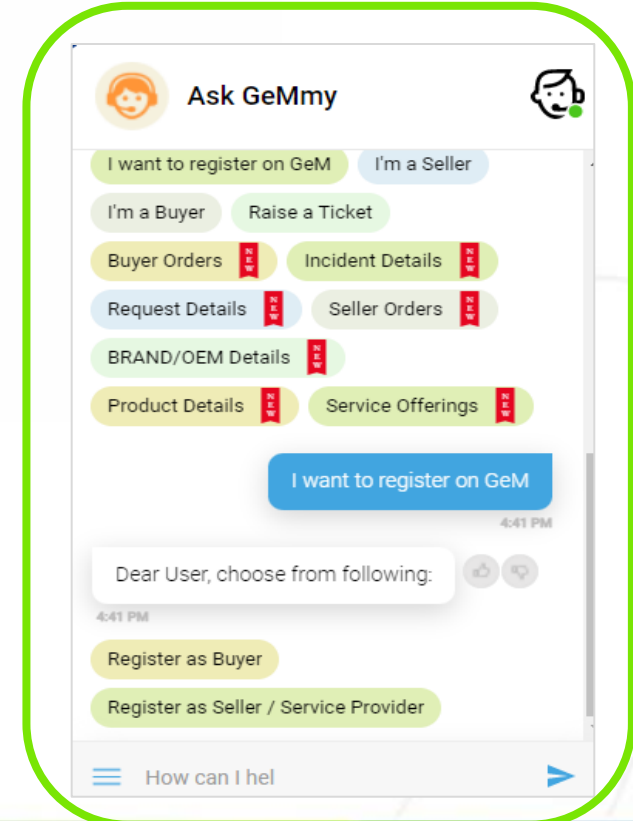 Ask GeMmy
I want to register on GeM I'm a Seller
I'm a Buyer Raise a Ticket
Buyer Orders NEW Incident Details NEW
Request Details NEW Seller Orders NEW
BRAND/OEM Details NEW
Product Details NEW Service Offerings NEW
I want to register on GeM
4:41 PM
Dear User, choose from following:
4:41 PM
Register as Buyer
Register as Seller / Service Provider
How can I hel